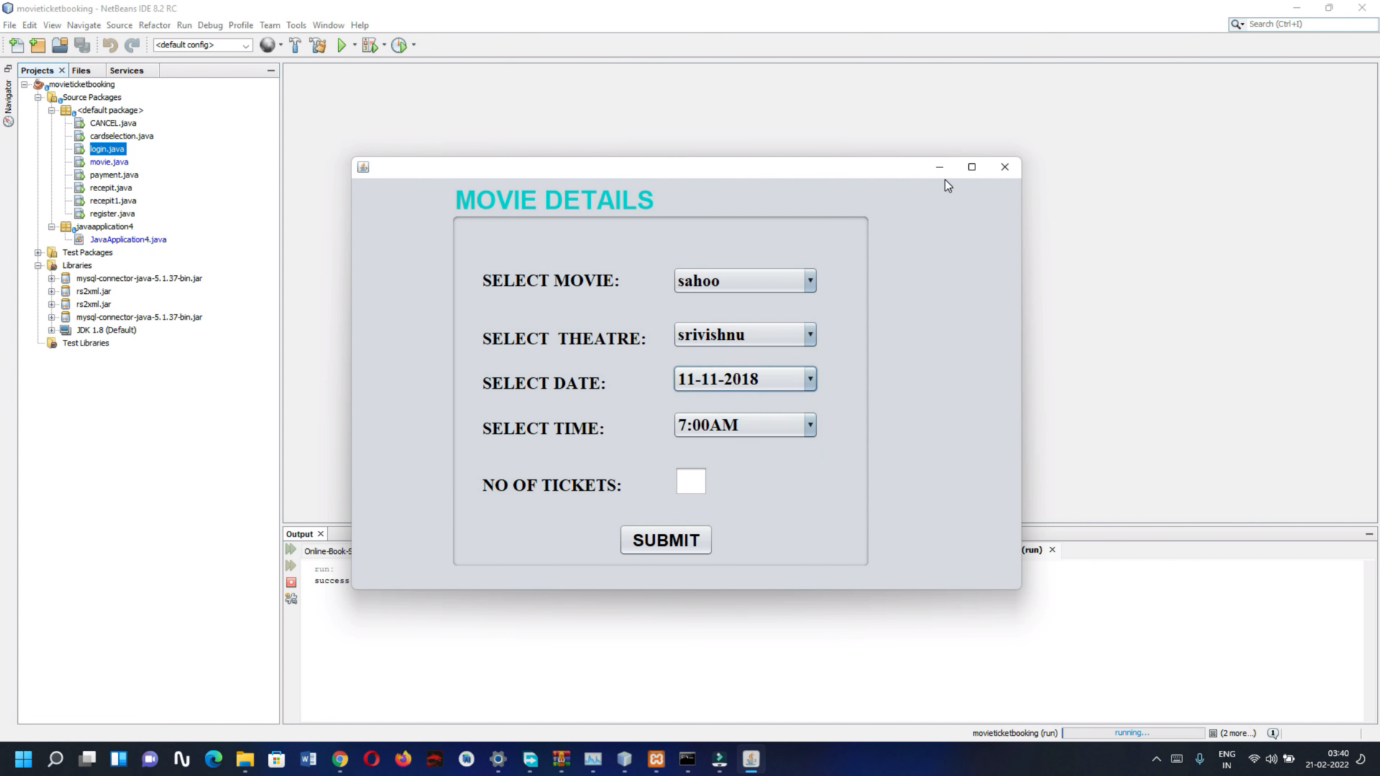 movieticketbooking - NetBeans IDE 8.2 RC
File Edit View Navigate Source Refactor Run Debug Profile Team Tools Window Help
Search (Ctrl+I)
<default config>
Projects Files Services
Navigator
movieticketbooking
Source Packages
<default package>
CANCEL.java
cardselection.java
login.java
movie.java
payment.java
recepit.java
recepit1.java
register.java
javaapplication4
JavaApplication4.java
Test Packages
Libraries
mysql-connector-java-5.1.37-bin.jar
rs2xml.jar
rs2xml.jar
mysql-connector-java-5.1.37-bin.jar
JDK 1.8 (Default)
Test Libraries
MOVIE DETAILS
SELECT MOVIE: sahoo
SELECT THEATRE: srivishnu
SELECT DATE: 11-11-2018
SELECT TIME: 7:00AM
NO OF TICKETS:
SUBMIT
Output
Online-Book-S
(run)
run:
success
movieticketbooking (run) running... (2 more...)
ENG
IN
03:40
21-02-2022